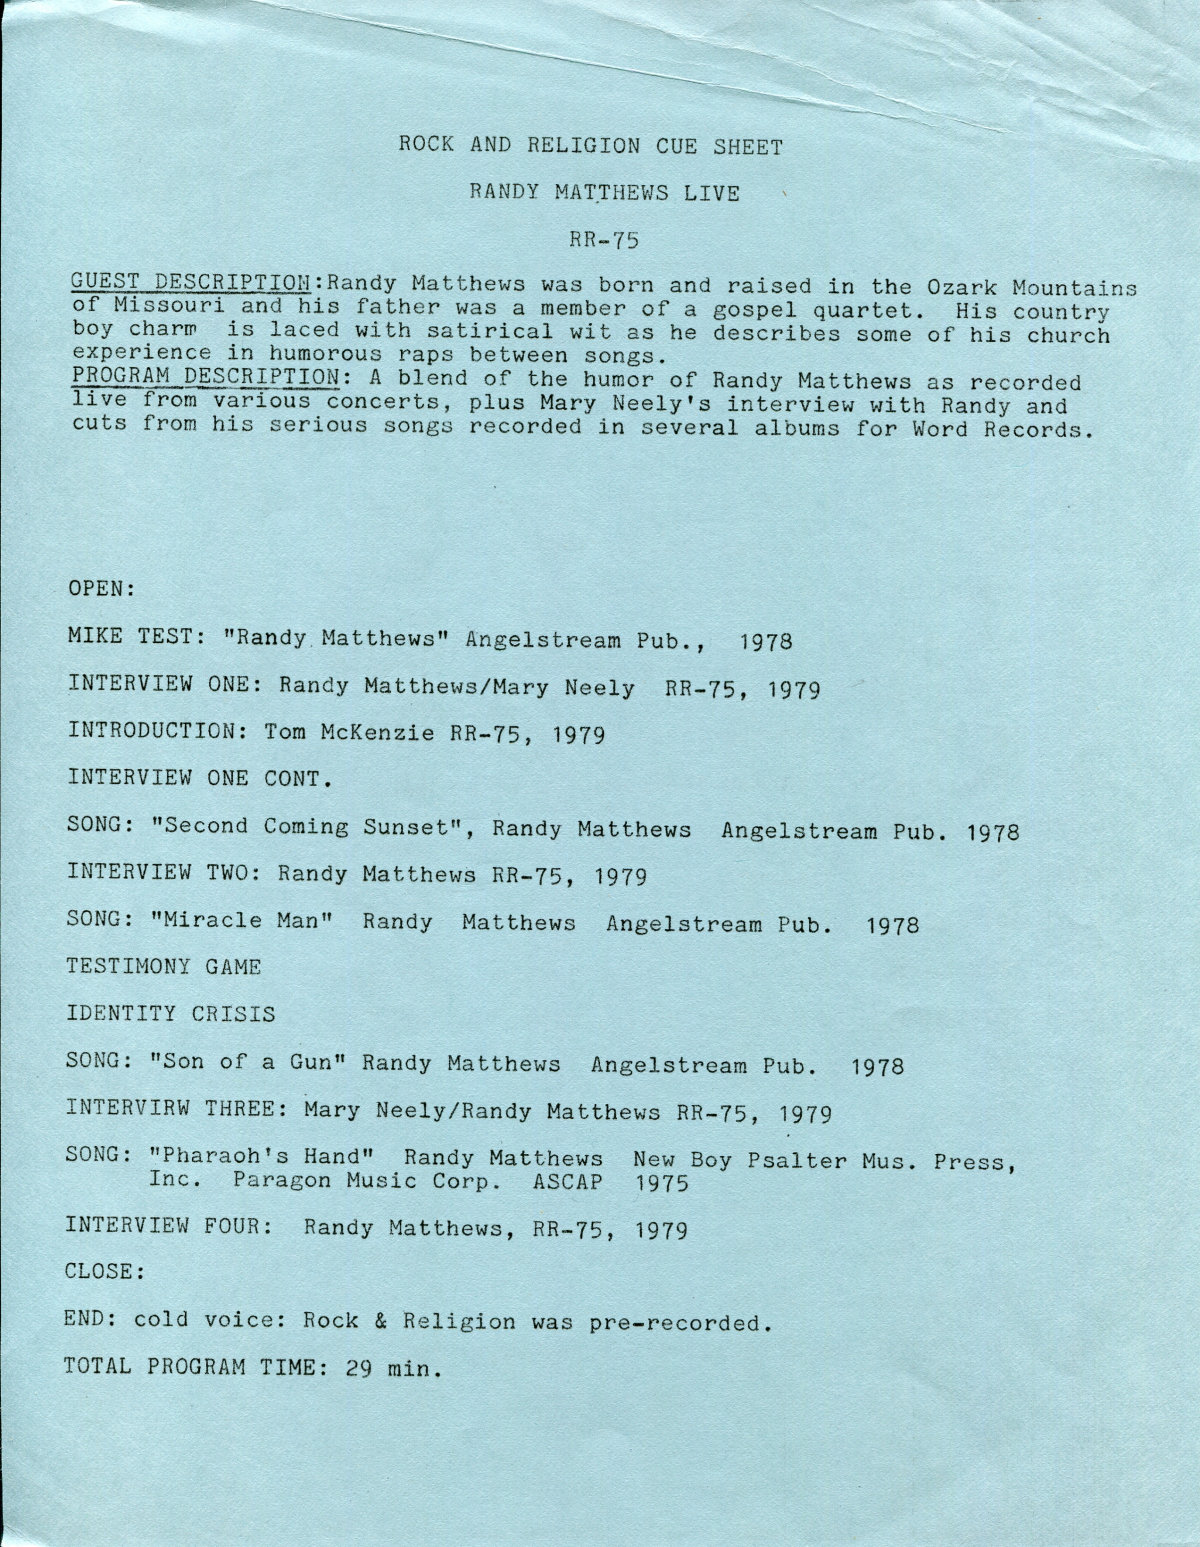 ROCK AND RELIGION CUE SHEET
RANDY MATTHEWS LIVE
RR-75
GUEST DESCRIPTION:Randy Matthews was born and raised in the Ozark Mountains
of Missouri and his father was a member of a gospel quartet.  His country
boy charm  is laced with satirical wit as he describes some of his church
experience in humorous raps between songs.
PROGRAM DESCRIPTION: A blend of the humor of Randy Matthews as recorded
live from various concerts, plus Mary Neely's interview with Randy and
cuts from his serious songs recorded in several albums for Word Records.
OPEN:
MIKE TEST: "Randy Matthews" Angelstream Pub.,  1978
INTERVIEW ONE: Randy Matthews/Mary Neely  RR-75, 1979
INTRODUCTION: Tom McKenzie RR-75, 1979
INTERVIEW ONE CONT.
SONG: "Second Coming Sunset", Randy Matthews  Angelstream Pub. 1978
INTERVIEW TWO: Randy Matthews RR-75, 1979
SONG: "Miracle Man"  Randy  Matthews  Angelstream Pub.  1978
TESTIMONY GAME
IDENTITY CRISIS
SONG: "Son of a Gun" Randy Matthews  Angelstream Pub.  1978
INTERVIRW THREE: Mary Neely/Randy Matthews RR-75, 1979
SONG: "Pharaoh's Hand"  Randy Matthews  New Boy Psalter Mus. Press,
Inc.  Paragon Music Corp.  ASCAP  1975
INTERVIEW FOUR:  Randy Matthews, RR-75, 1979
CLOSE:
END: cold voice: Rock & Religion was pre-recorded.
TOTAL PROGRAM TIME: 29 min.